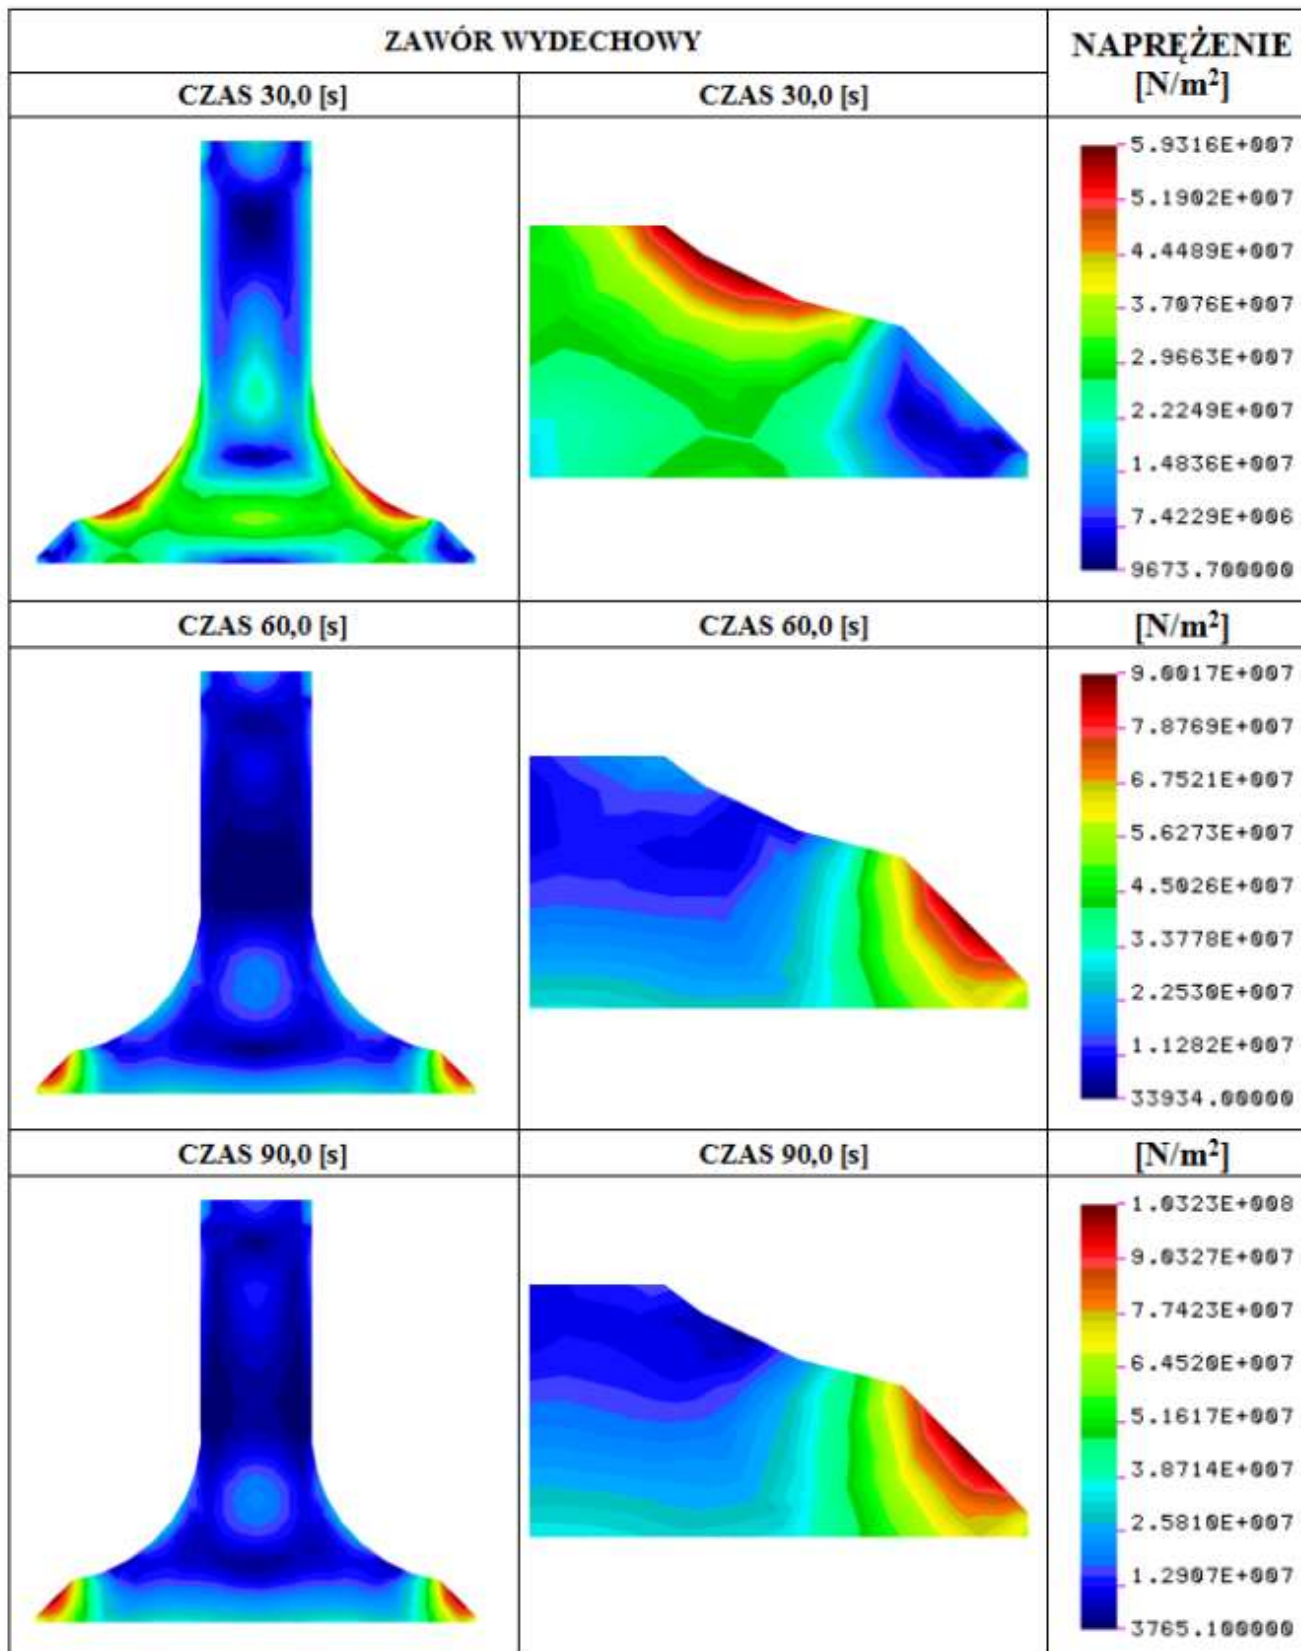 ZAWÓR WYDECHOWY
NAPRĘŻENIE
[N/m²]
CZAS 30,0 [s]
CZAS 30,0 [s]
5.9316E+007
5.1902E+007
4.4489E+007
3.7076E+007
2.9663E+007
2.2249E+007
1.4836E+007
7.4229E+006
9673.700000
CZAS 60,0 [s]
CZAS 60,0 [s]
[N/m²]
9.0017E+007
7.8769E+007
6.7521E+007
5.6273E+007
4.5026E+007
3.3778E+007
2.2530E+007
1.1282E+007
33934.00000
CZAS 90,0 [s]
CZAS 90,0 [s]
[N/m²]
1.0323E+008
9.0327E+007
7.7423E+007
6.4520E+007
5.1617E+007
3.8714E+007
2.5810E+007
1.2907E+007
3765.100000